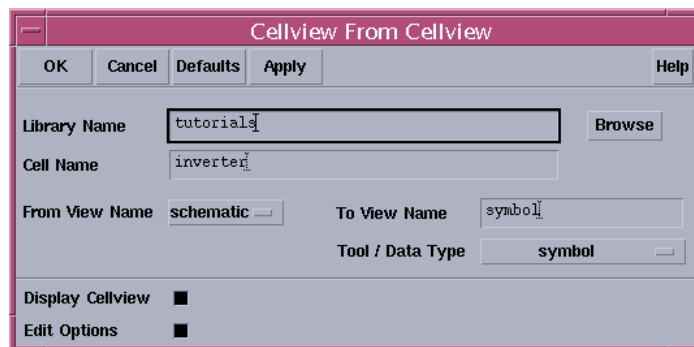 Cellview From Cellview
OK Cancel Defaults Apply Help
Library Name tutorials Browse
Cell Name inverter
From View Name schematic To View Name symbol
Tool / Data Type symbol
Display Cellview
Edit Options